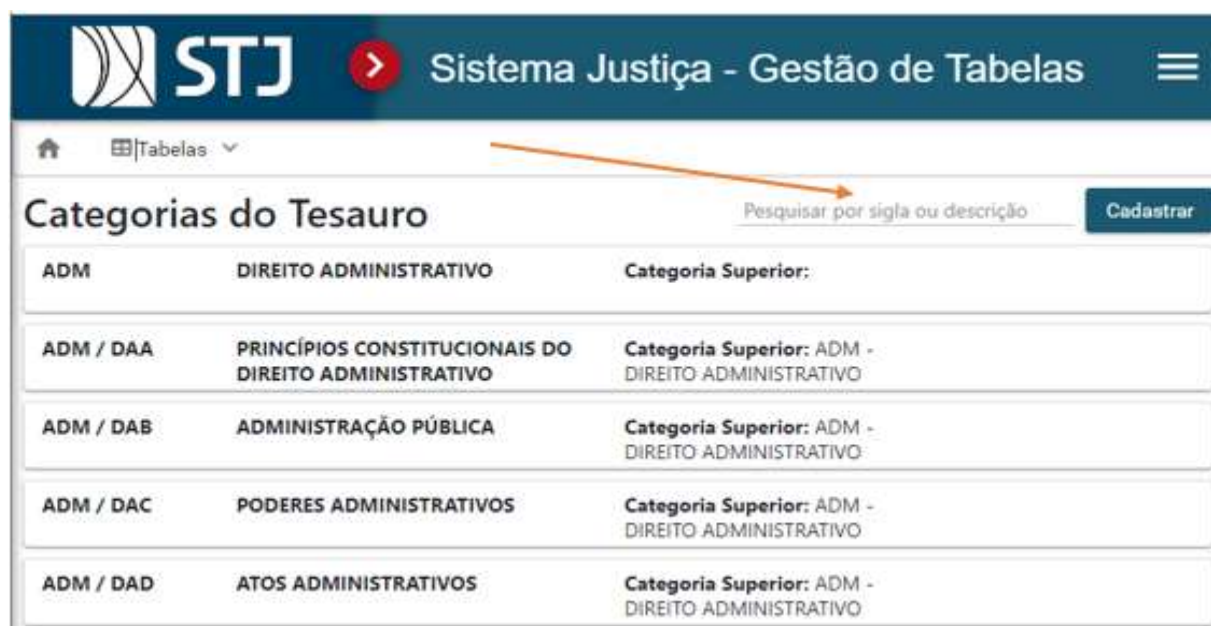 STJ
Sistema Justiça - Gestão de Tabelas
Tabelas
Categorias do Tesauro
Pesquisar por sigla ou descrição
Cadastrar
ADM DIREITO ADMINISTRATIVO Categoria Superior:
ADM / DAA PRINCÍPIOS CONSTITUCIONAIS DO Categoria Superior: ADM -
DIREITO ADMINISTRATIVO DIREITO ADMINISTRATIVO
ADM / DAB ADMINISTRAÇÃO PÚBLICA Categoria Superior: ADM -
DIREITO ADMINISTRATIVO
ADM / DAC PODERES ADMINISTRATIVOS Categoria Superior: ADM -
DIREITO ADMINISTRATIVO
ADM / DAD ATOS ADMINISTRATIVOS Categoria Superior: ADM -
DIREITO ADMINISTRATIVO